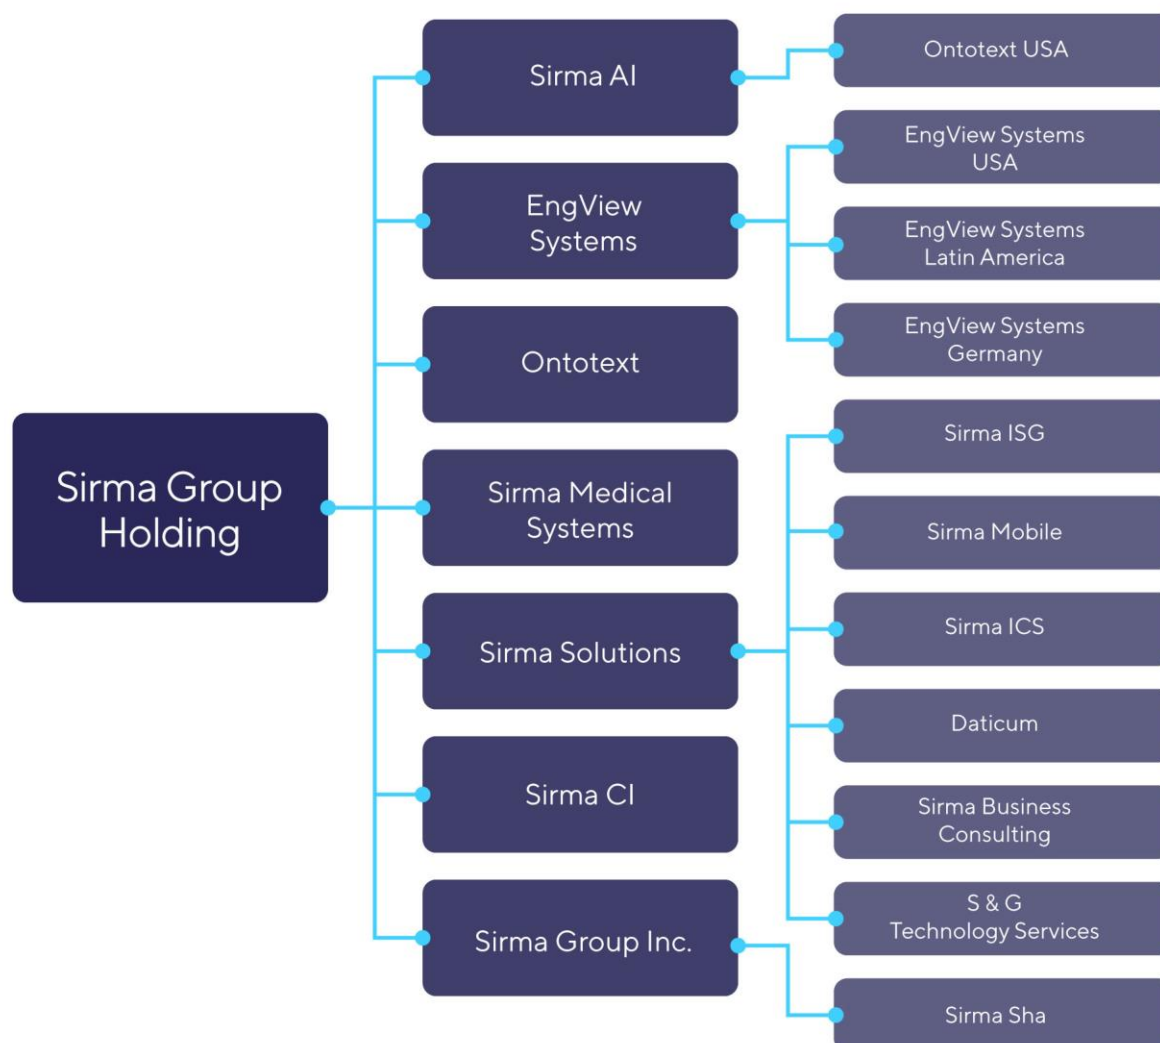 Sirma Group
Holding
Sirma AI
EngView
Systems
Ontotext
Sirma Medical
Systems
Sirma Solutions
Sirma CI
Sirma Group Inc.
Ontotext USA
EngView Systems
USA
EngView Systems
Latin America
EngView Systems
Germany
Sirma ISG
Sirma Mobile
Sirma ICS
Daticum
Sirma Business
Consulting
S & G
Technology Services
Sirma Sha